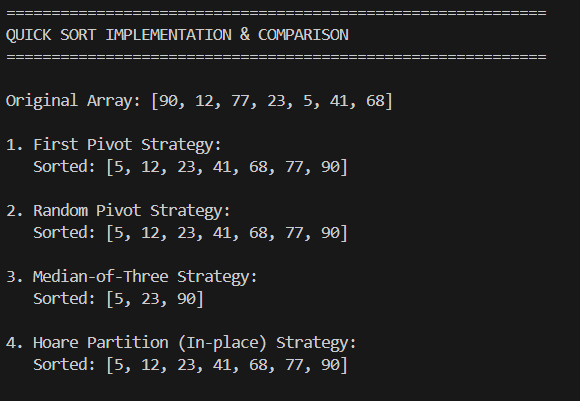 ============================================================
QUICK SORT IMPLEMENTATION & COMPARISON
============================================================
Original Array: [90, 12, 77, 23, 5, 41, 68]
1. First Pivot Strategy:
Sorted: [5, 12, 23, 41, 68, 77, 90]
2. Random Pivot Strategy:
Sorted: [5, 12, 23, 41, 68, 77, 90]
3. Median-of-Three Strategy:
Sorted: [5, 23, 90]
4. Hoare Partition (In-place) Strategy:
Sorted: [5, 12, 23, 41, 68, 77, 90]